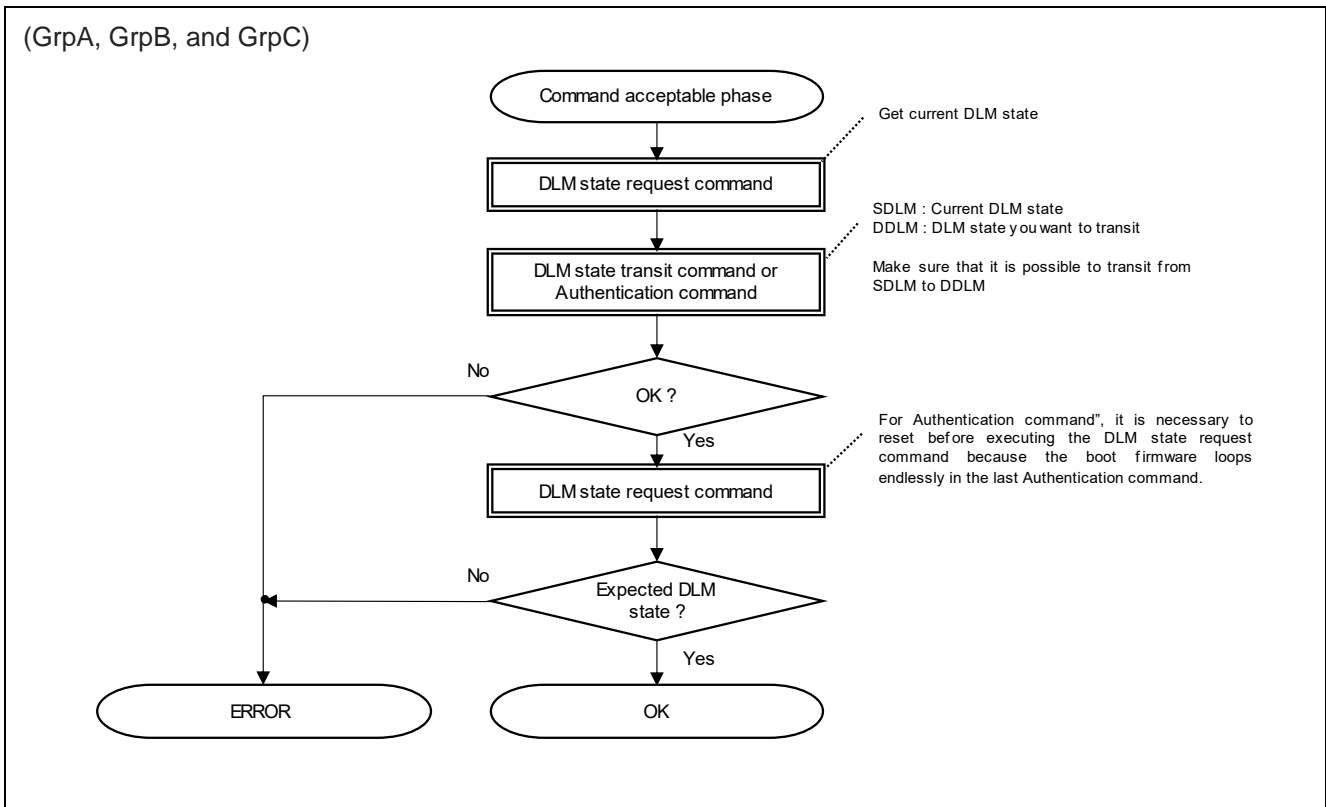 (GrpA, GrpB, and GrpC)
Command acceptable phase
Get current DLM state
DLM state request command
SDLM : Current DLM state
DDLM : DLM state you want to transit
Make sure that it is possible to transit from
SDLM to DDLM
DLM state transit command or
Authentication command
No
OK ?
Yes
For Authentication command”, it is necessary to
reset before executing the DLM state request
command because the boot firmware loops
endlessly in the last Authentication command.
DLM state request command
No
Expected DLM
state ?
Yes
ERROR
OK